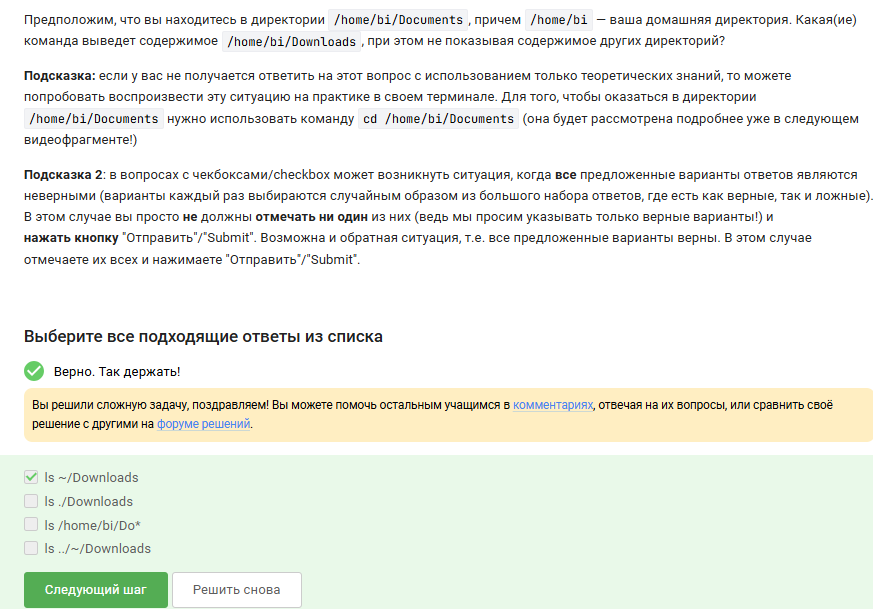 Предположим, что вы находитесь в директории /home/bi/Documents, причем /home/bi — ваша домашняя директория. Какая(ие)
команда выведет содержимое /home/bi/Downloads, при этом не показывая содержимое других директорий?
Подсказка: если у вас не получается ответить на этот вопрос с использованием только теоретических знаний, то можете
попробовать воспроизвести эту ситуацию на практике в своем терминале. Для того, чтобы оказаться в директории
/home/bi/Documents нужно использовать команду cd /home/bi/Documents (она будет рассмотрена подробнее уже в следующем
видеофрагменте!)
Подсказка 2: в вопросах с чекбоксами/checkbox может возникнуть ситуация, когда все предложенные варианты ответов являются
неверными (варианты каждый раз выбираются случайным образом из большого набора ответов, где есть как верные, так и ложные).
В этом случае вы просто не должны отмечать ни один из них (ведь мы просим указывать только верные варианты!) и
нажать кнопку "Отправить"/"Submit". Возможна и обратная ситуация, т.е. все предложенные варианты верны. В этом случае
отмечаете их всех и нажимаете "Отправить"/"Submit".
Выберите все подходящие ответы из списка
Верно. Так держать!
Вы решили сложную задачу, поздравляем! Вы можете помочь остальным учащимся в комментариях, отвечая на их вопросы, или сравнить своё
решение с другими на форуме решений.
ls ~/Downloads
ls ./Downloads
ls /home/bi/Do*
ls ../~/Downloads
Следующий шаг
Решить снова